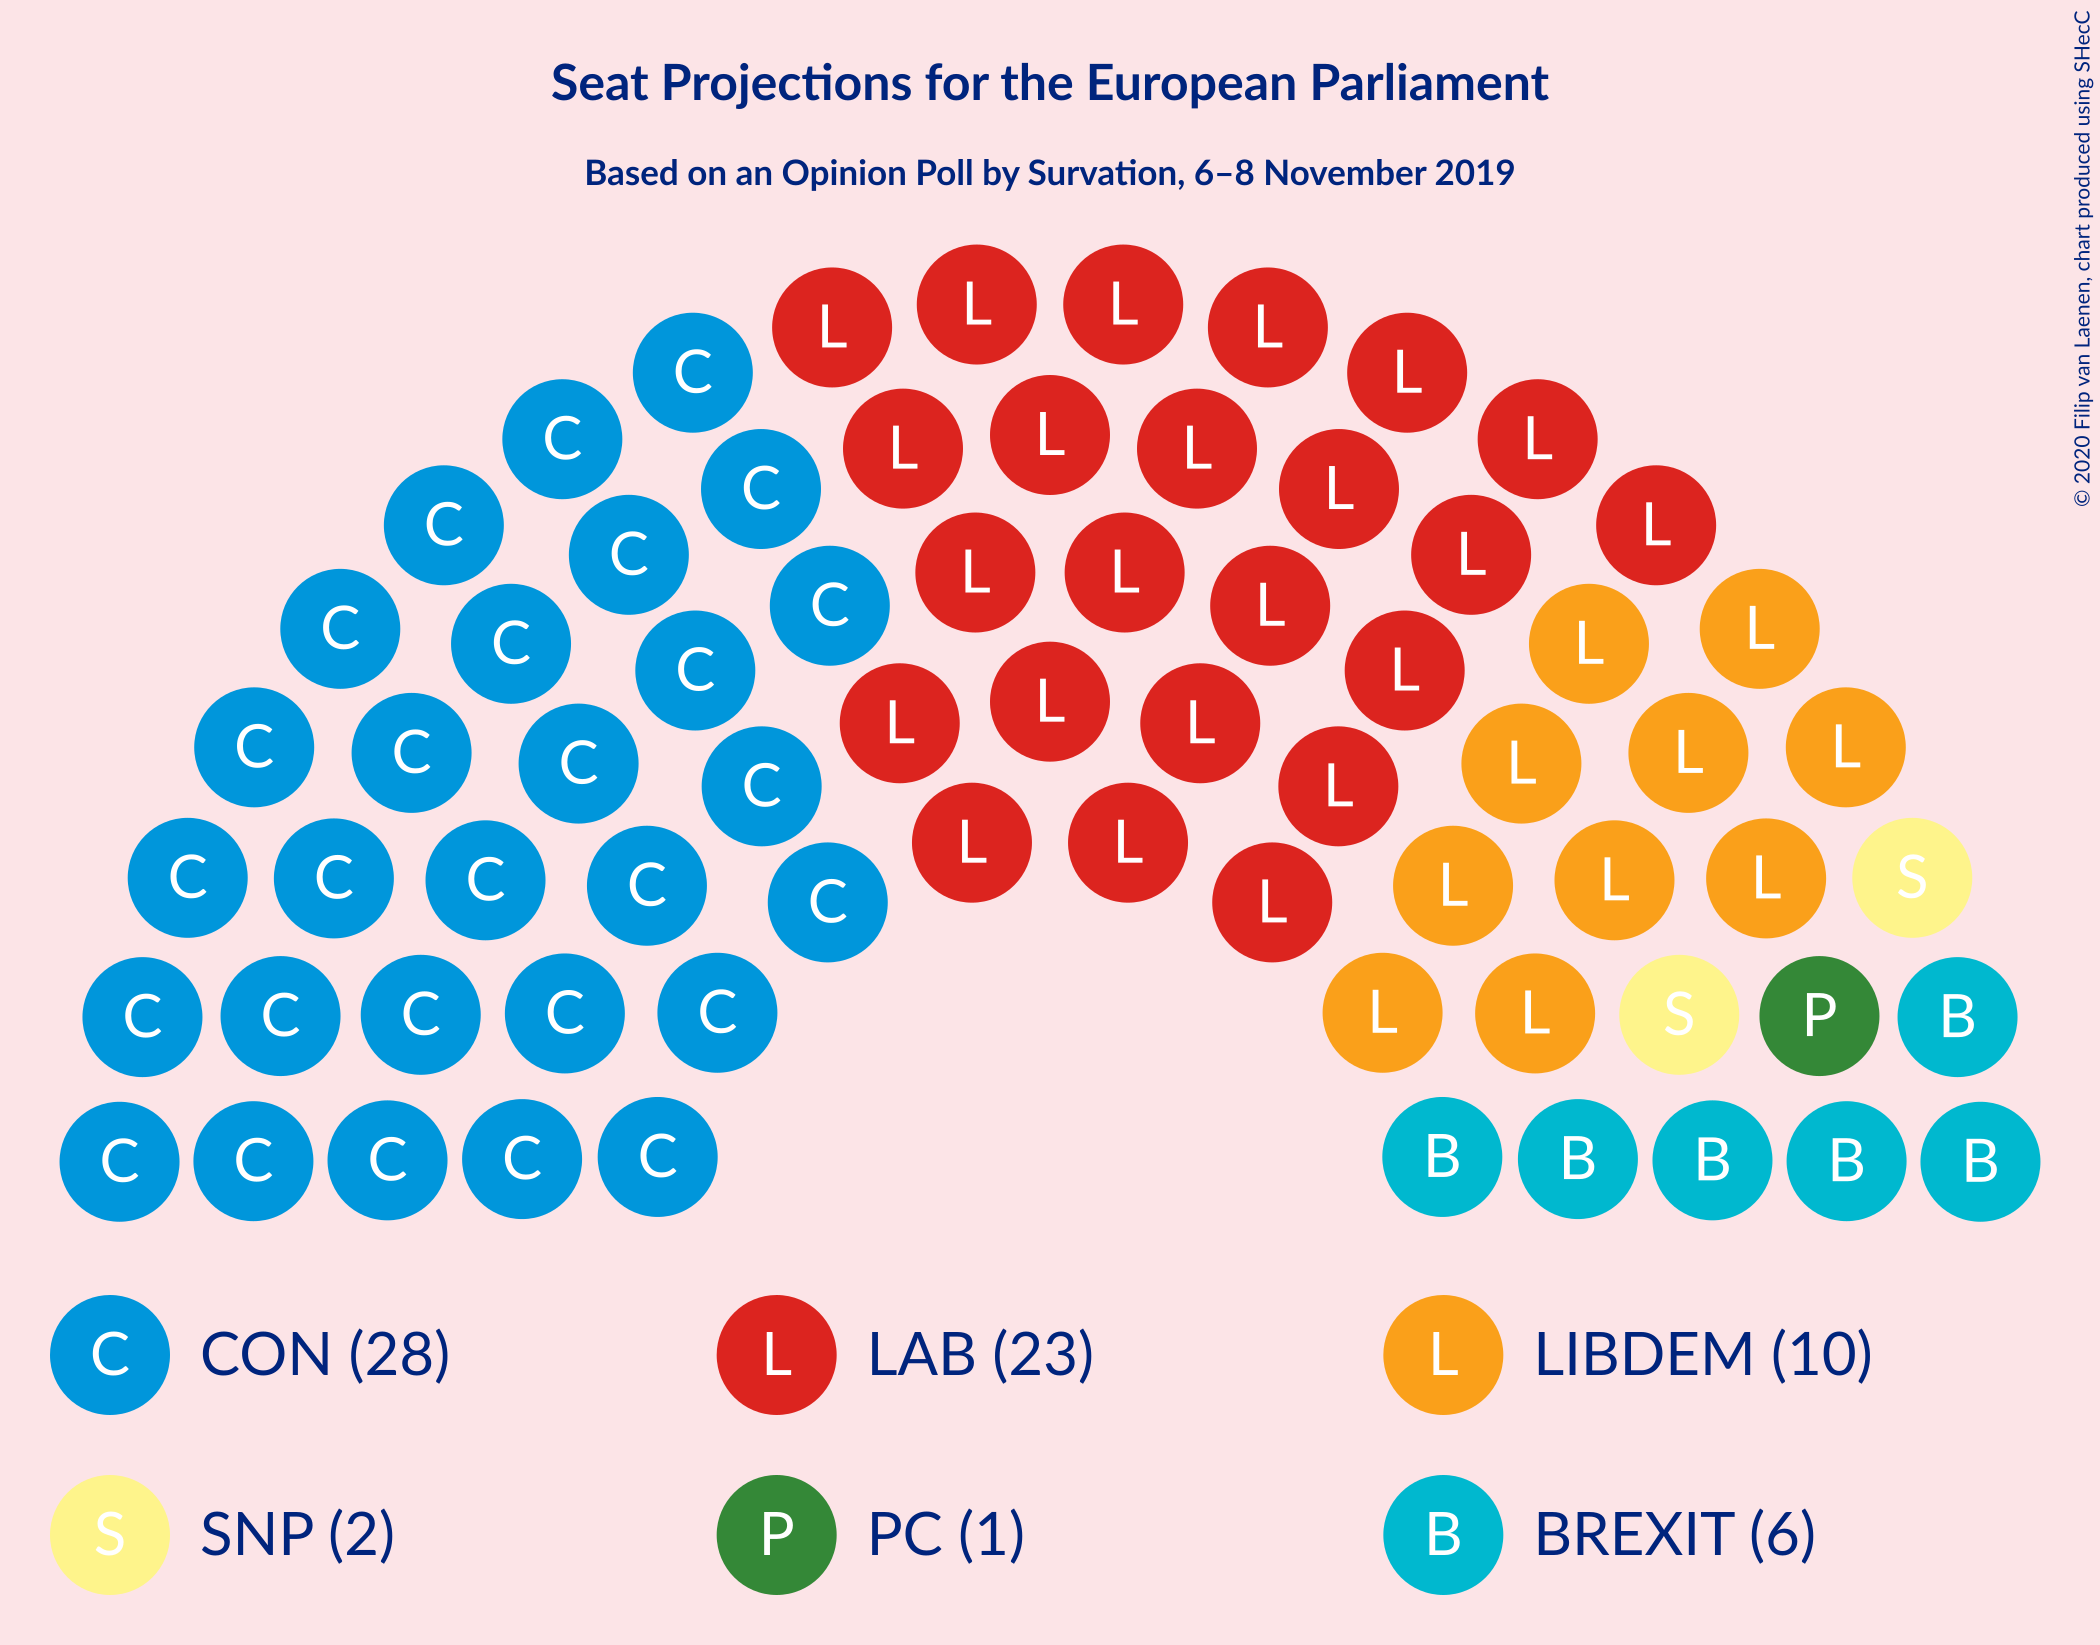 Seat Projections for the European Parliament
Based on an Opinion Poll by Survation, 6–8 November 2019
© 2020 Filip van Laenen, chart produced using SHecC
L L L L
C L
C L
L L L
C L
C L
C L
L L
C L
C L
C L
C L
L
L L
C L
C L
C L
C L
C L
L L
C S
C L
C L
C L
C L
C C C C C L L S P B
C C C C C B B B B B
C CON (28) L LAB (23) L LIBDEM (10)
S SNP (2) P PC (1) B BREXIT (6)